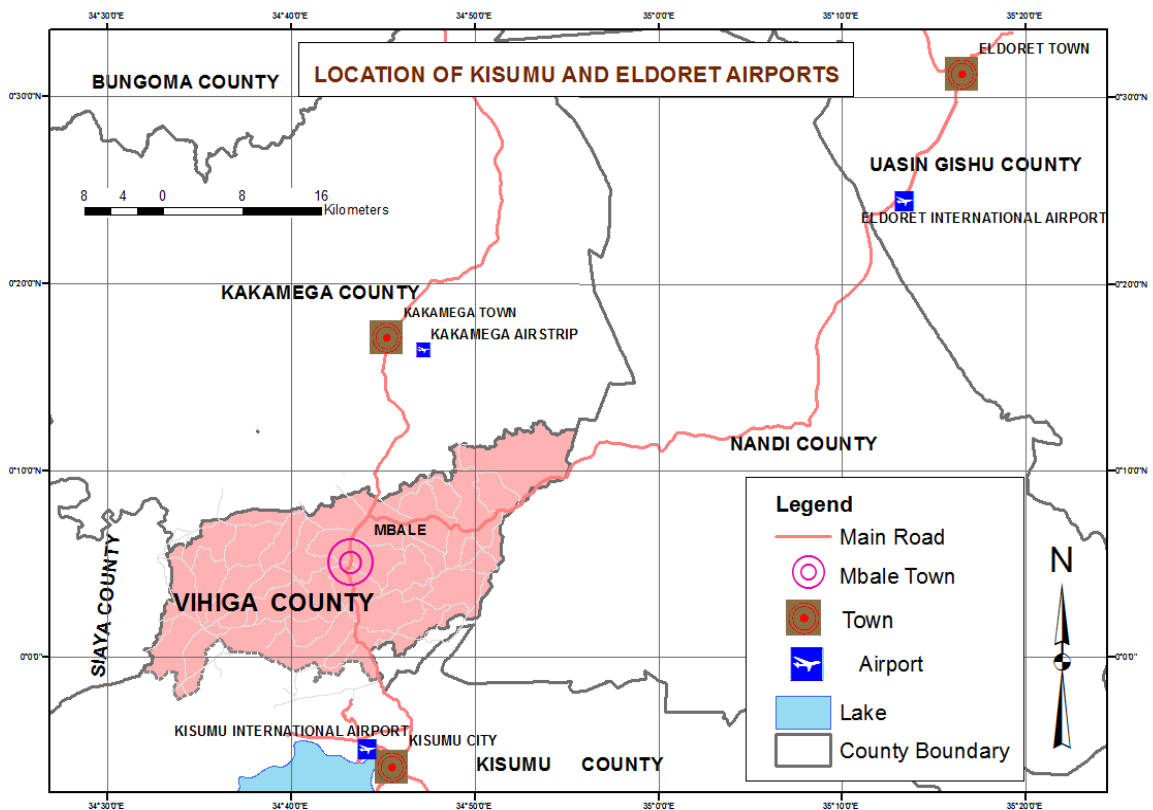 34°30'0"E 34°40'0"E 34°50'0"E 35°0'0"E 35°10'0"E 35°20'0"E
LOCATION OF KISUMU AND ELDORET AIRPORTS
ELDORET TOWN
BUNGOMA COUNTY
0°30'0"N 0°30'0"N
UASIN GISHU COUNTY
8 4 0 8 16
Kilometers
ELDORET INTERNATIONAL AIRPORT
0°20'0"N 0°20'0"N
KAKAMEGA COUNTY
KAKAMEGA TOWN
KAKAMEGA AIRSTRIP
NANDI COUNTY
0°10'0"N 0°10'0"N
MBALE
VIHIGA COUNTY
SIAYA COUNTY
0°0'0" 0°0'0"
KISUMU INTERNATIONAL AIRPORT
KISUMU CITY
KISUMU COUNTY
Legend
Main Road
Mbale Town
Town
Airport
Lake
County Boundary
N
34°30'0"E 34°40'0"E 34°50'0"E 35°0'0"E 35°10'0"E 35°20'0"E